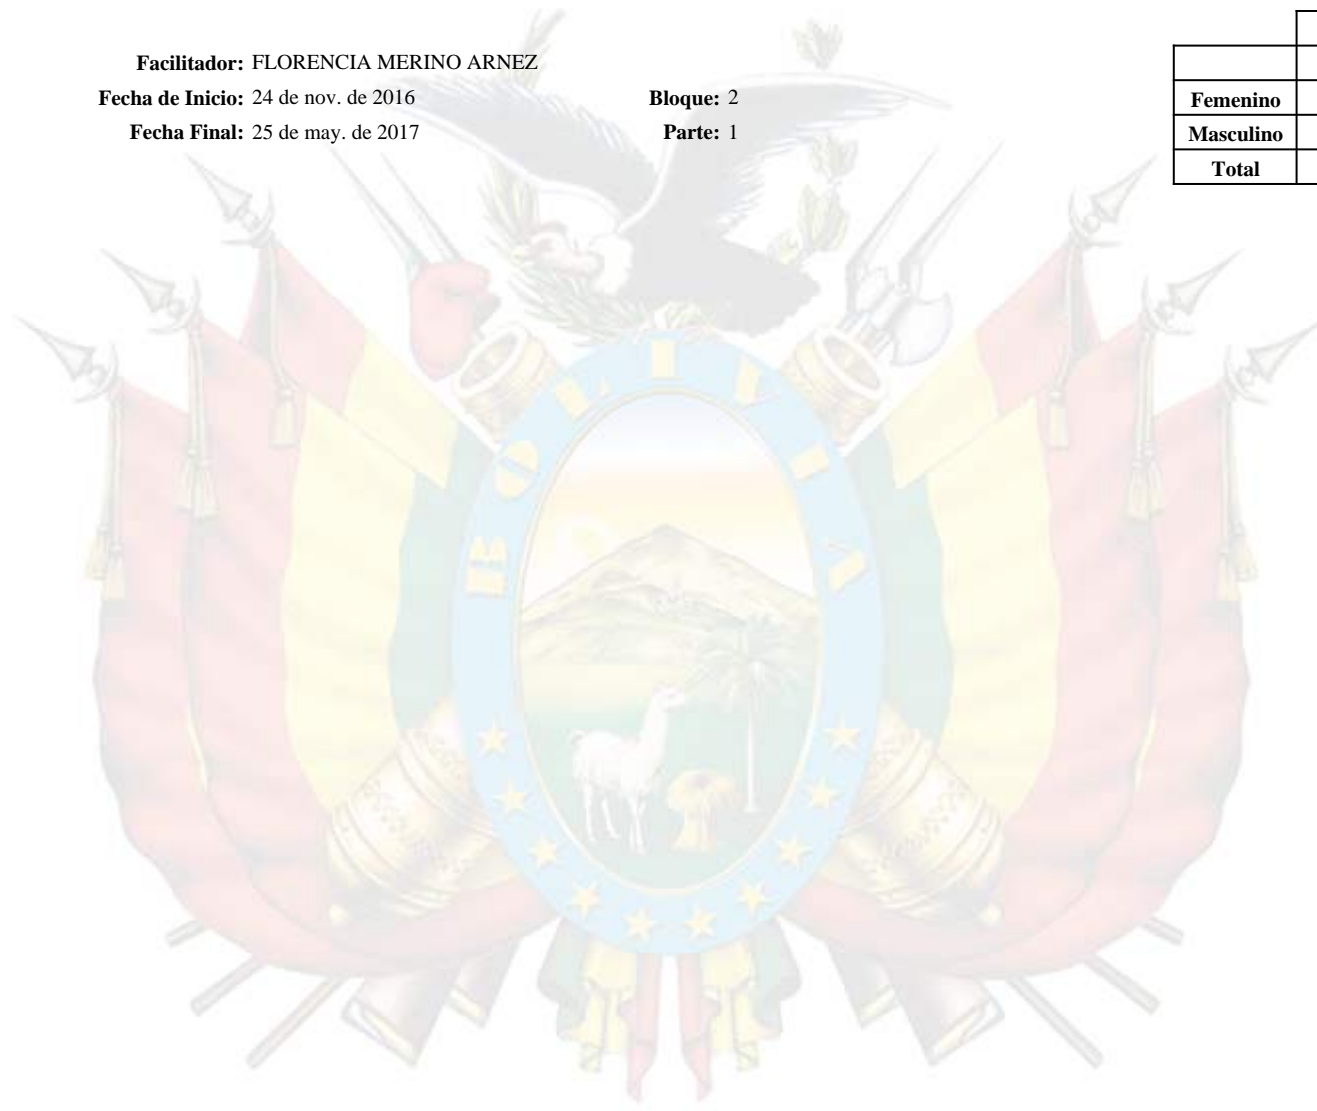 Facilitador: FLORENCIA MERINO ARNEZ
Fecha de Inicio: 24 de nov. de 2016 Bloque: 2
Fecha Final: 25 de may. de 2017 Parte: 1
Femenino
Masculino
Total
BOLIVIA